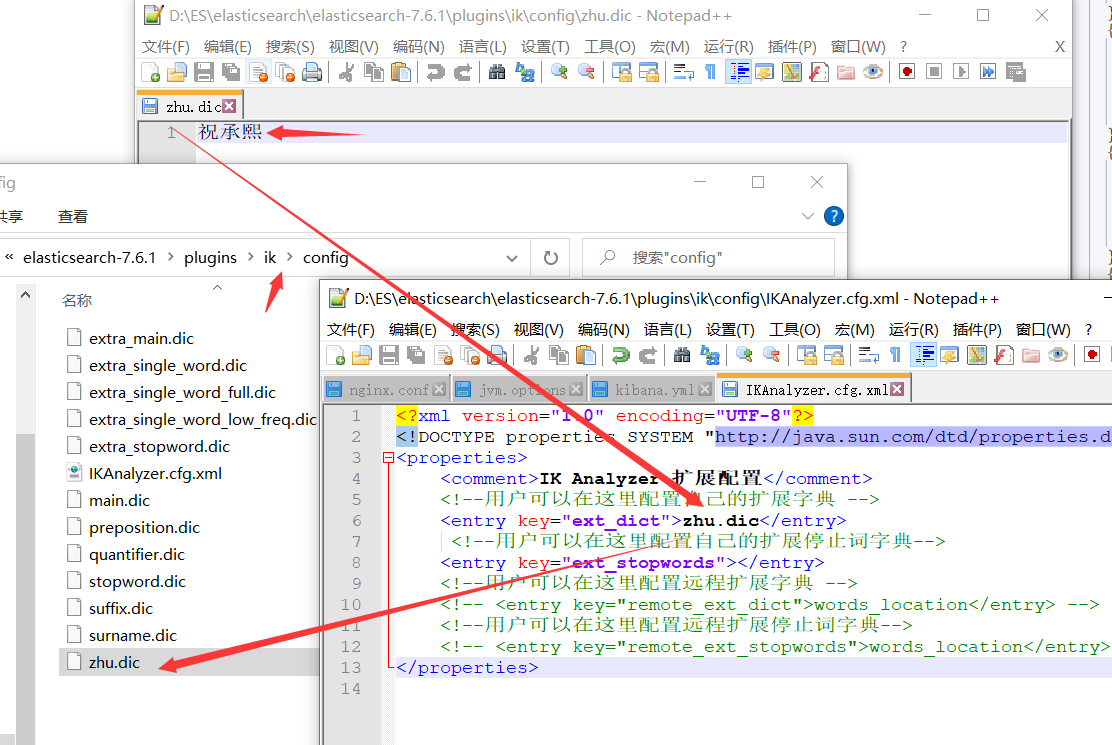 D:\ES\elasticsearch\elasticsearch-7.6.1\plugins\ik\config\zhu.dic - Notepad++
文件(F) 编辑(E) 搜索(S) 视图(V) 编码(N) 语言(L) 设置(T) 工具(O) 宏(M) 运行(R) 插件(P) 窗口(W) ? X
zhu.dic
1 祝承熙
fig
共享 查看
« elasticsearch-7.6.1 > plugins > ik > config
搜索"config"
名称
extra_main.dic
extra_single_word.dic
extra_single_word_full.dic
extra_single_word_low_freq.dic
extra_stopword.dic
IKAnalyzer.cfg.xml
main.dic
preposition.dic
quantifier.dic
stopword.dic
suffix.dic
surname.dic
zhu.dic
D:\ES\elasticsearch\elasticsearch-7.6.1\plugins\ik\config\IKAnalyzer.cfg.xml - Notepad++
文件(F) 编辑(E) 搜索(S) 视图(V) 编码(N) 语言(L) 设置(T) 工具(O) 宏(M) 运行(R) 插件(P) 窗口(W) ?
nginx.conf jvm.options kibana.yml IKAnalyzer.cfg.xml
1 <?xml version="1.0" encoding="UTF-8"?>
2 <!DOCTYPE properties SYSTEM "http://java.sun.com/dtd/properties.d
3 <properties>
4 <comment>IK Analyzer 扩展配置</comment>
5 <!--用户可以在这里配置自己的扩展字典 -->
6 <entry key="ext_dict">zhu.dic</entry>
7 <!--用户可以在这里配置自己的扩展停止词字典-->
8 <entry key="ext_stopwords"></entry>
9 <!--用户可以在这里配置远程扩展字典 -->
10 <!-- <entry key="remote_ext_dict">words_location</entry> -->
11 <!--用户可以在这里配置远程扩展停止词字典-->
12 <!-- <entry key="remote_ext_stopwords">words_location</entry>
13 </properties>
14